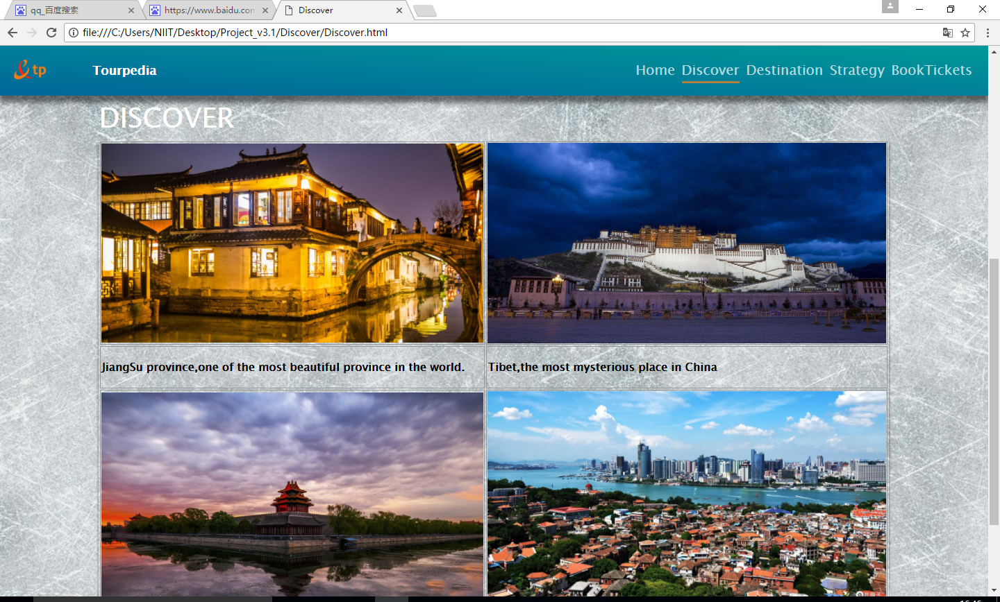 qq_百度搜索
https://www.baidu.com
Discover
file:///C:/Users/NIIT/Desktop/Project_v3.1/Discover/Discover.html
tp
Tourpedia
Home Discover Destination Strategy BookTickets
DISCOVER
JiangSu province,one of the most beautiful province in the world.
Tibet,the most mysterious place in China